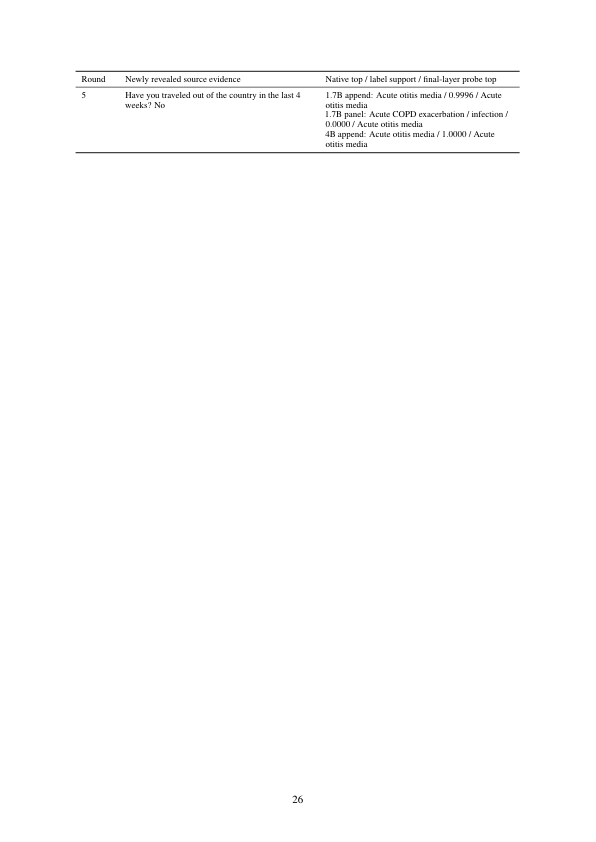 Round Newly revealed source evidence Native top / label support / final-layer probe top
5 Have you traveled out of the country in the last 4
weeks? No
1.7B append: Acute otitis media / 0.9996 / Acute
otitis media
1.7B panel: Acute COPD exacerbation / infection /
0.0000 / Acute otitis media
4B append: Acute otitis media / 1.0000 / Acute
otitis media
26